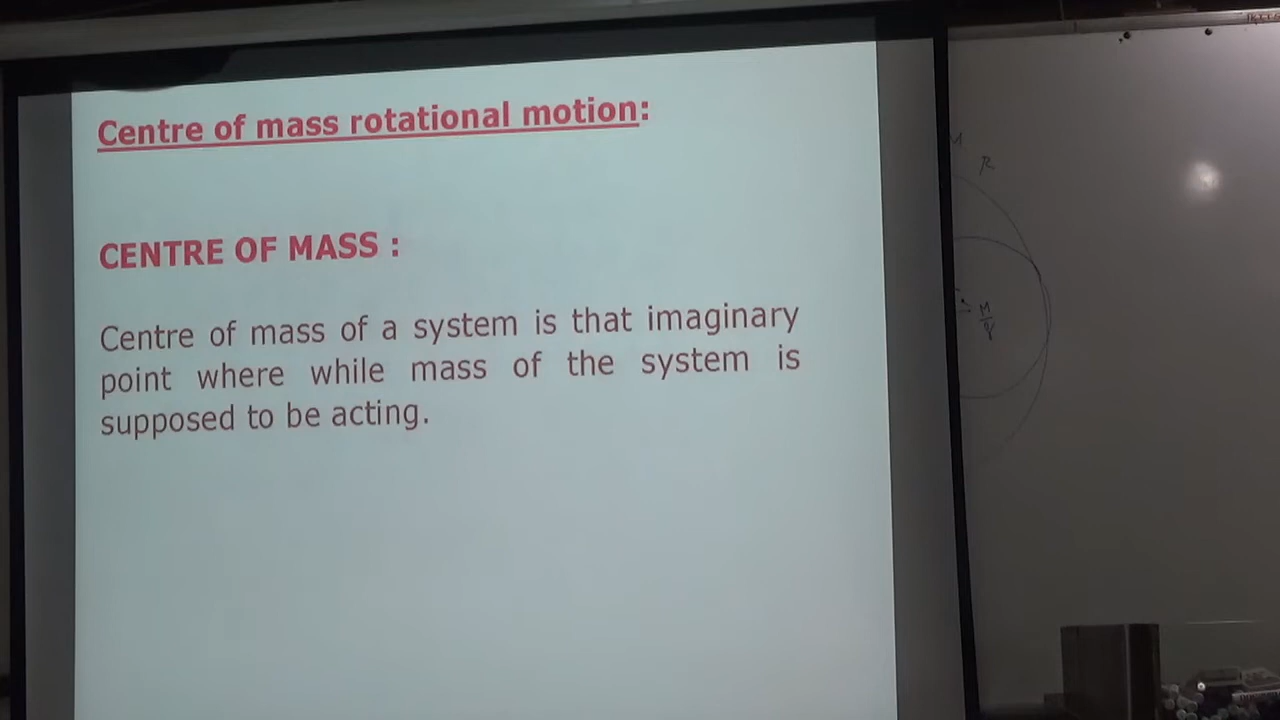 Centre of mass rotational motion:
CENTRE OF MASS :
Centre of mass of a system is that imaginary
point where while mass of the system is
supposed to be acting.
R